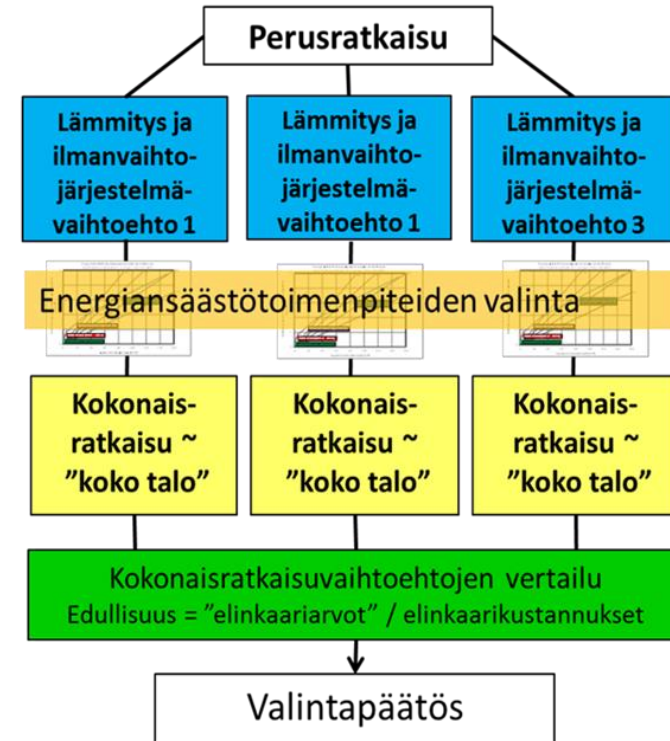 Perusratkaisu
Lämmitys ja
ilmanvaihto-
järjestelmä-
vaihtoehto 1
Lämmitys ja
ilmanvaihto-
järjestelmä-
vaihtoehto 1
Lämmitys ja
ilmanvaihto-
järjestelmä-
vaihtoehto 3
Energiansäästötoimenpiteiden valinta
Kokonais-
ratkaisu ~
”koko talo”
Kokonais-
ratkaisu ~
”koko talo”
Kokonais-
ratkaisu ~
”koko talo”
Kokonaisratkaisuvaihtoehtojen vertailu
Edullisuus = ”elinkaariarvot” / elinkaarikustannukset
Valintapäätös